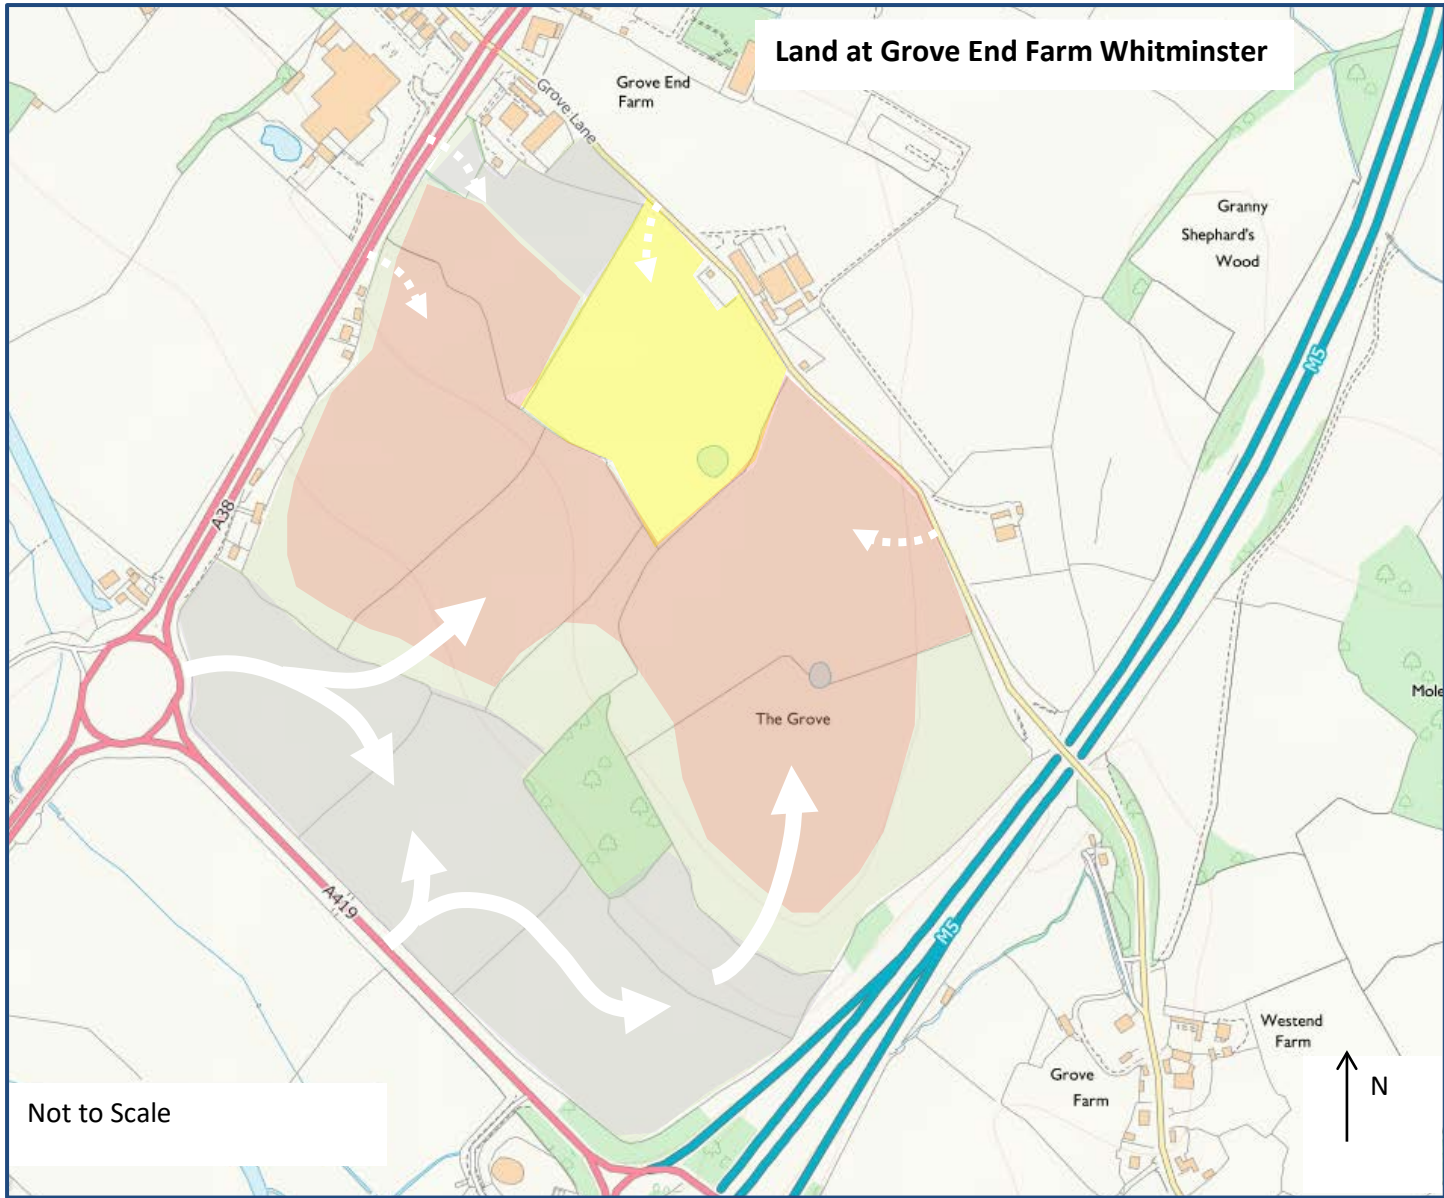 Land at Grove End Farm Whitminster
Grove End
Farm
Grove Lane
Granny
Shephard's
Wood
M5
A38
The Grove
Mole
A419
M5
Westend
Farm
Grove
Farm
N
Not to Scale